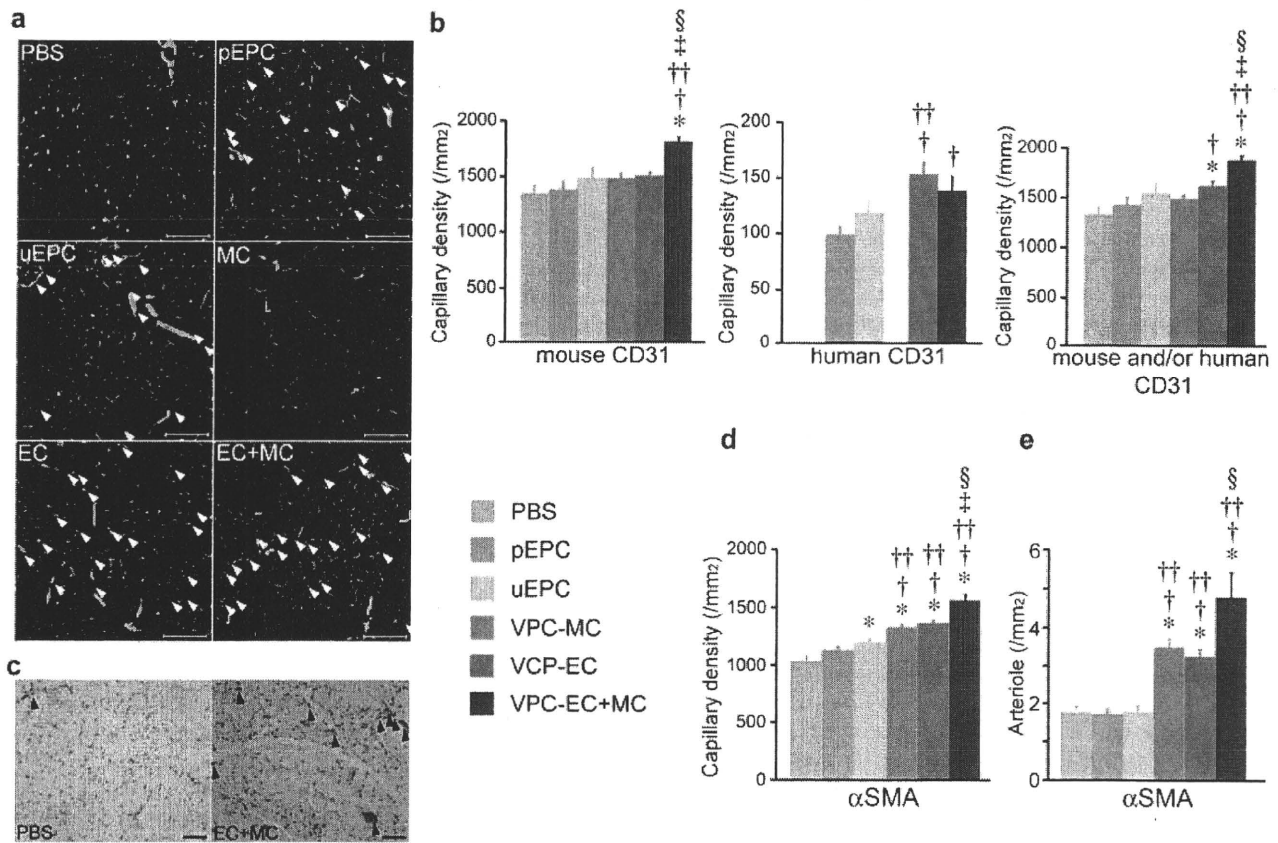 a
PBS
pEPC
uEPC
MC
EC
EC+MC
b
Capillary density (/mm2)
2000
1500
1000
500
0
§
‡
††
†
*
mouse CD31
Capillary density (/mm2)
200
150
100
50
0
††
†
†
human CD31
Capillary density (/mm2)
2000
1500
1000
500
0
†
*
§
‡
††
†
*
mouse and/or human
CD31
c
PBS
EC+MC
PBS
pEPC
uEPC
VPC-MC
VCP-EC
VPC-EC+MC
d
Capillary density (/mm2)
2000
1500
1000
500
0
*
††
†
*
††
†
*
§
‡
††
†
*
αSMA
e
Arteriole (/mm2)
6
4
2
0
††
†
*
††
†
*
§
††
†
*
αSMA